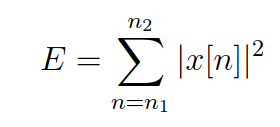 E = \sum_{n=n_1}^{n_2} |x[n]|^2